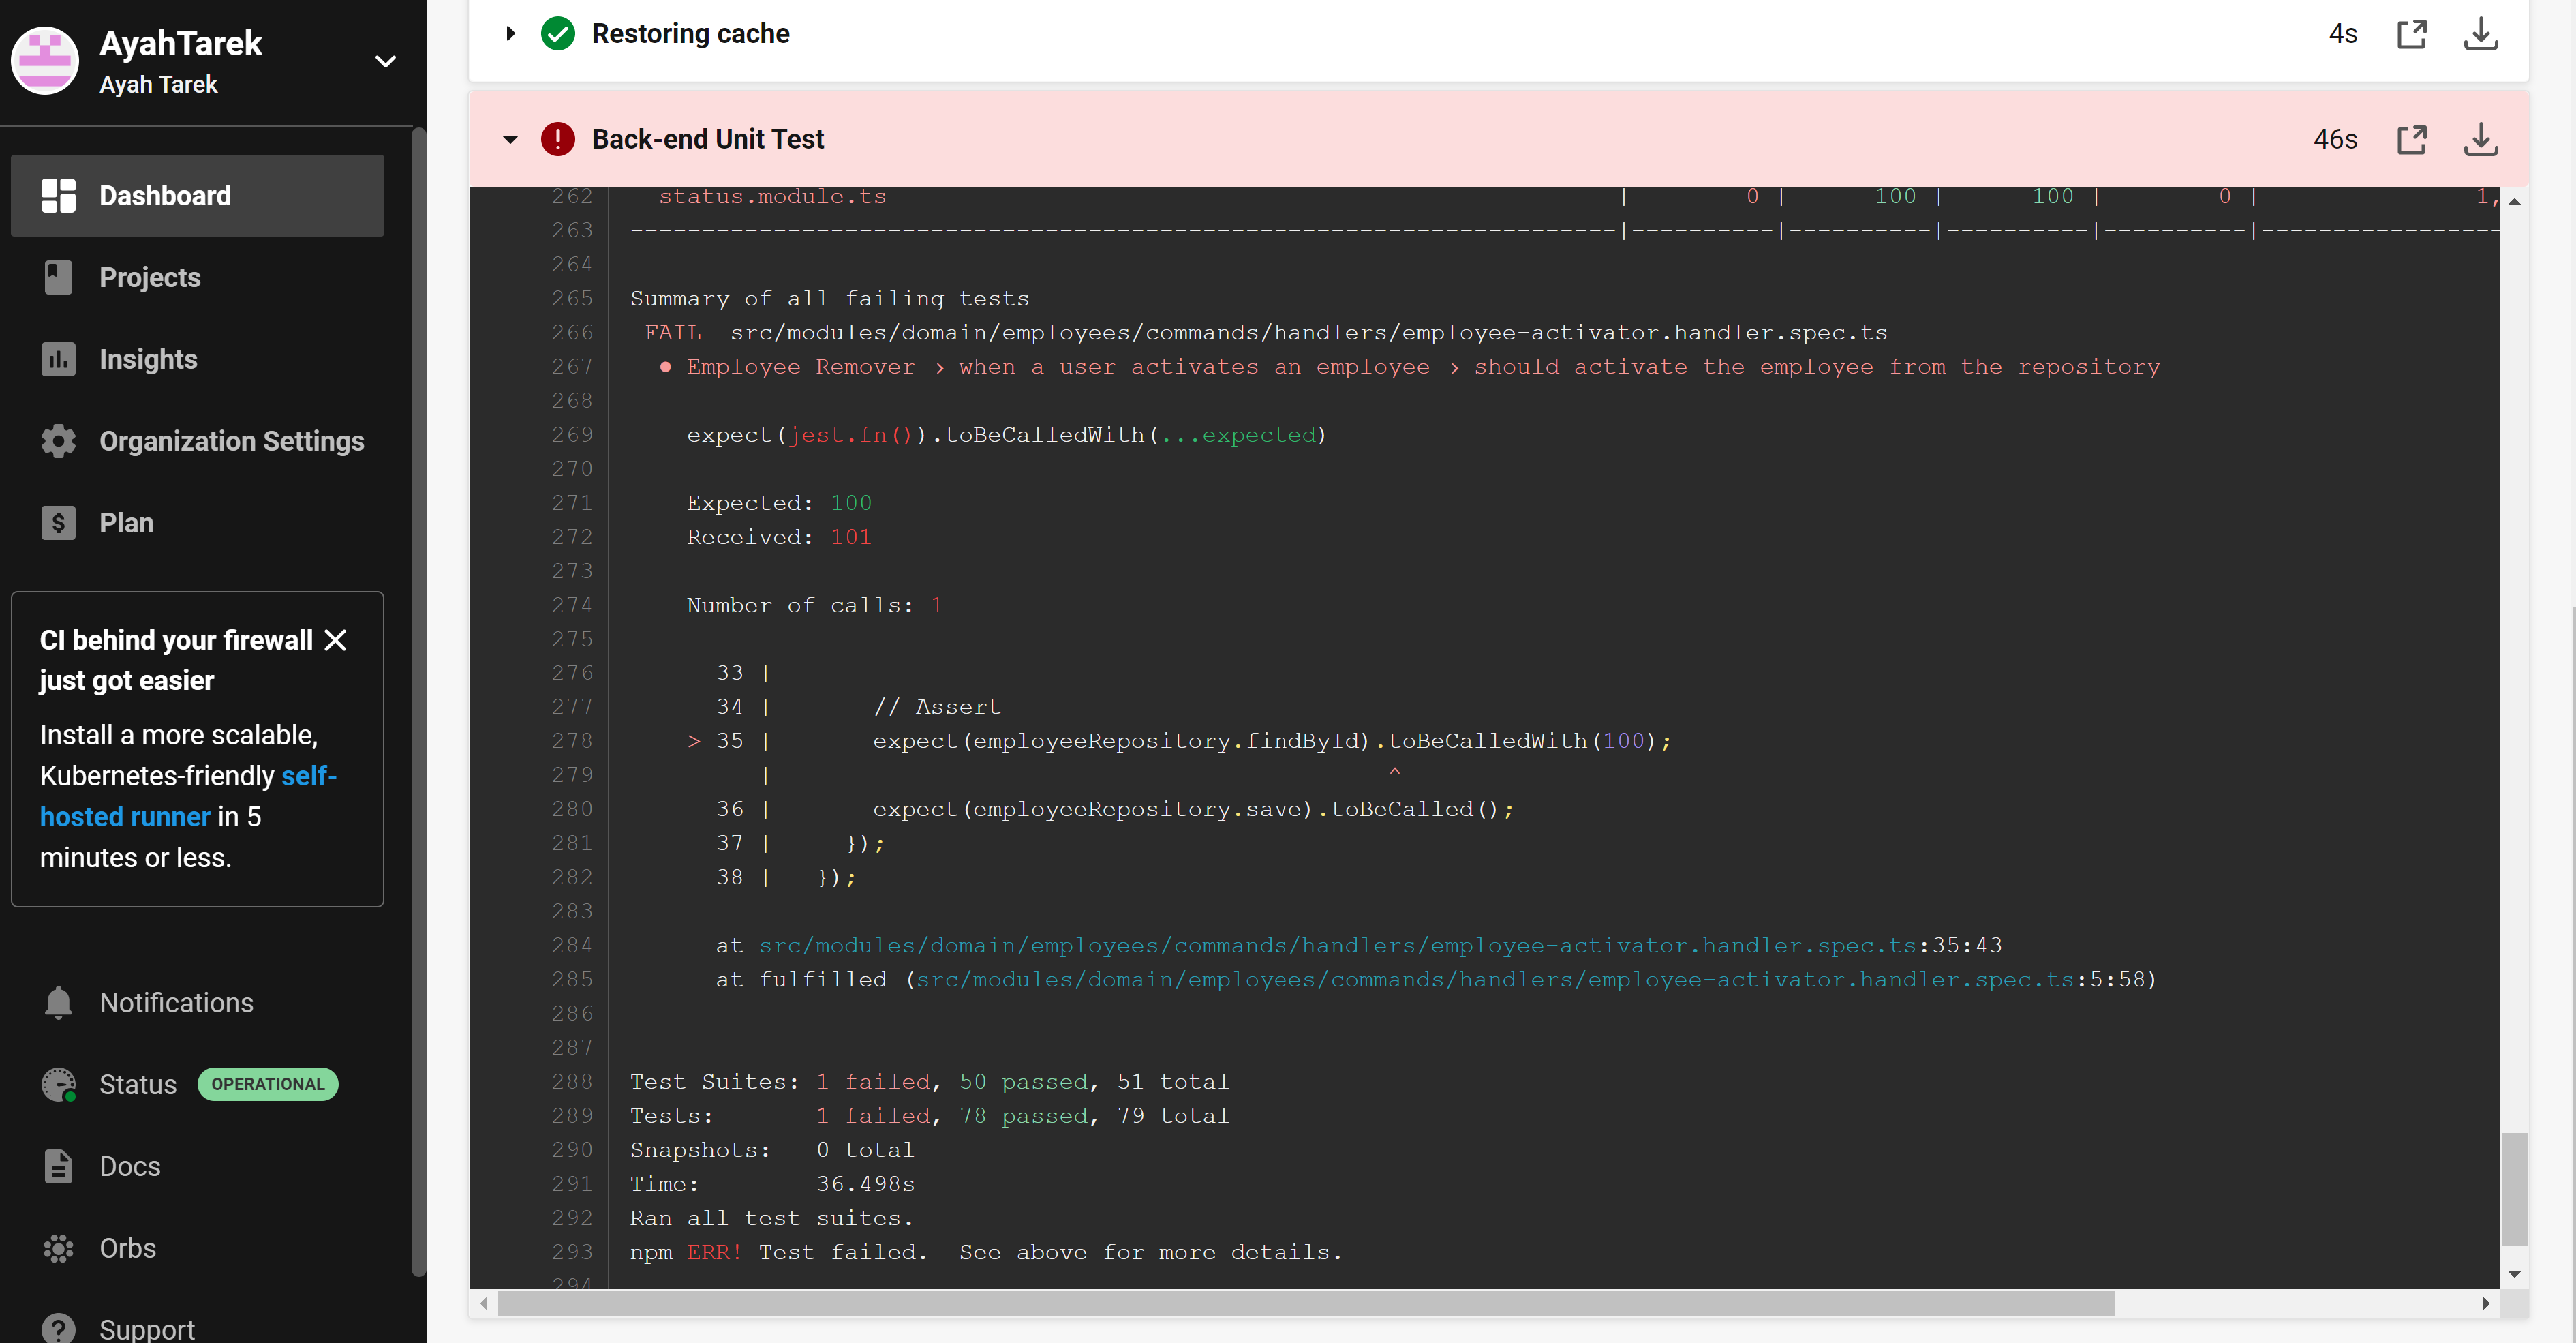 AyahTarek
Ayah Tarek
Dashboard
Projects
Insights
Organization Settings
Plan
CI behind your firewall
just got easier
Install a more scalable,
Kubernetes-friendly self-
hosted runner in 5
minutes or less.
Notifications
Status OPERATIONAL
Docs
Orbs
Support
Restoring cache 4s
Back-end Unit Test 46s
262 status.module.ts | 0 | 100 | 100 | 0 | 1,
263 ---------------------------------------------------------------------|----------|----------|----------|----------|-----------------
264
265 Summary of all failing tests
266 FAIL src/modules/domain/employees/commands/handlers/employee-activator.handler.spec.ts
267 ● Employee Remover › when a user activates an employee › should activate the employee from the repository
268
269 expect(jest.fn()).toBeCalledWith(...expected)
270
271 Expected: 100
272 Received: 101
273
274 Number of calls: 1
275
276 33 |
277 34 | // Assert
278 > 35 | expect(employeeRepository.findById).toBeCalledWith(100);
279 | ^
280 36 | expect(employeeRepository.save).toBeCalled();
281 37 | });
282 38 | });
283
284 at src/modules/domain/employees/commands/handlers/employee-activator.handler.spec.ts:35:43
285 at fulfilled (src/modules/domain/employees/commands/handlers/employee-activator.handler.spec.ts:5:58)
286
287
288 Test Suites: 1 failed, 50 passed, 51 total
289 Tests: 1 failed, 78 passed, 79 total
290 Snapshots: 0 total
291 Time: 36.498s
292 Ran all test suites.
293 npm ERR! Test failed. See above for more details.
294